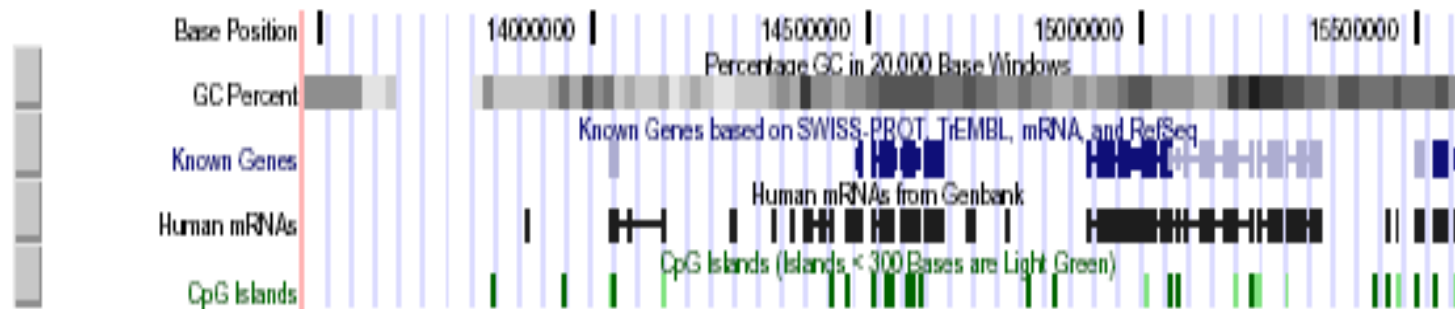 Base Position 14000000 14500000 15000000 15500000
Percentage GC in 20,000 Base Windows
GC Percent
Known Genes based on SWISS-PROT, TrEMBL, mRNA, and RefSeq
Known Genes
Human mRNAs from Genbank
Human mRNAs
CpG Islands (Islands < 300 Bases are Light Green)
CpG Islands